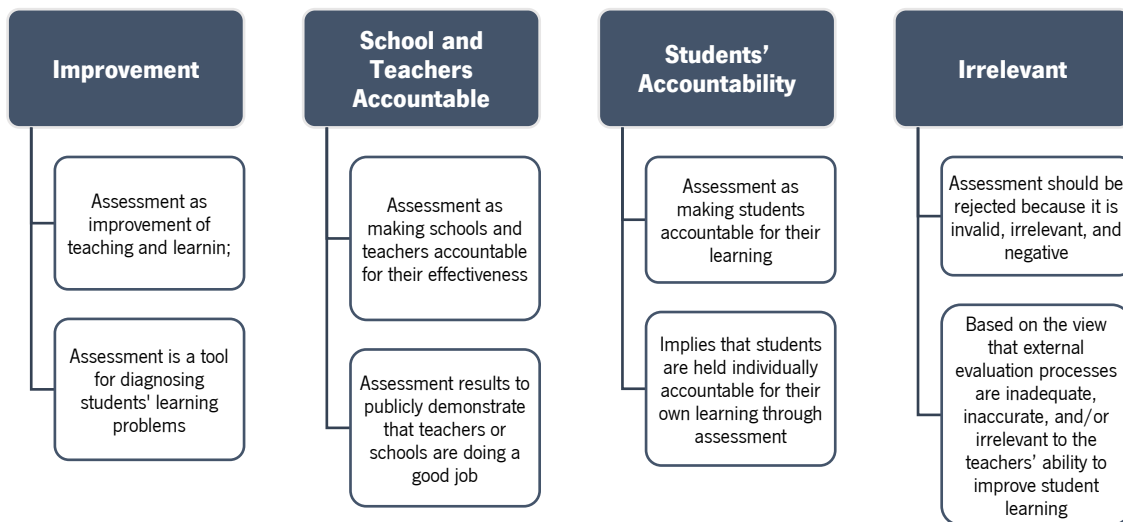 Improvement
Assessment as
improvement of
teaching and learnin;
Assessment is a tool
for diagnosing
students' learning
problems
School and
Teachers
Accountable
Assessment as
making schools and
teachers accountable
for their effectiveness
Assessment results to
publicly demonstrate
that teachers or
schools are doing a
good job
Students’
Accountability
Assessment as
making students
accountable for their
learning
Implies that students
are held individually
accountable for their
own learning through
assessment
Irrelevant
Assessment should be
rejected because it is
invalid, irrelevant, and
negative
Based on the view
that external
evaluation processes
are inadequate,
inaccurate, and/or
irrelevant to the
teachers’ ability to
improve student
learning